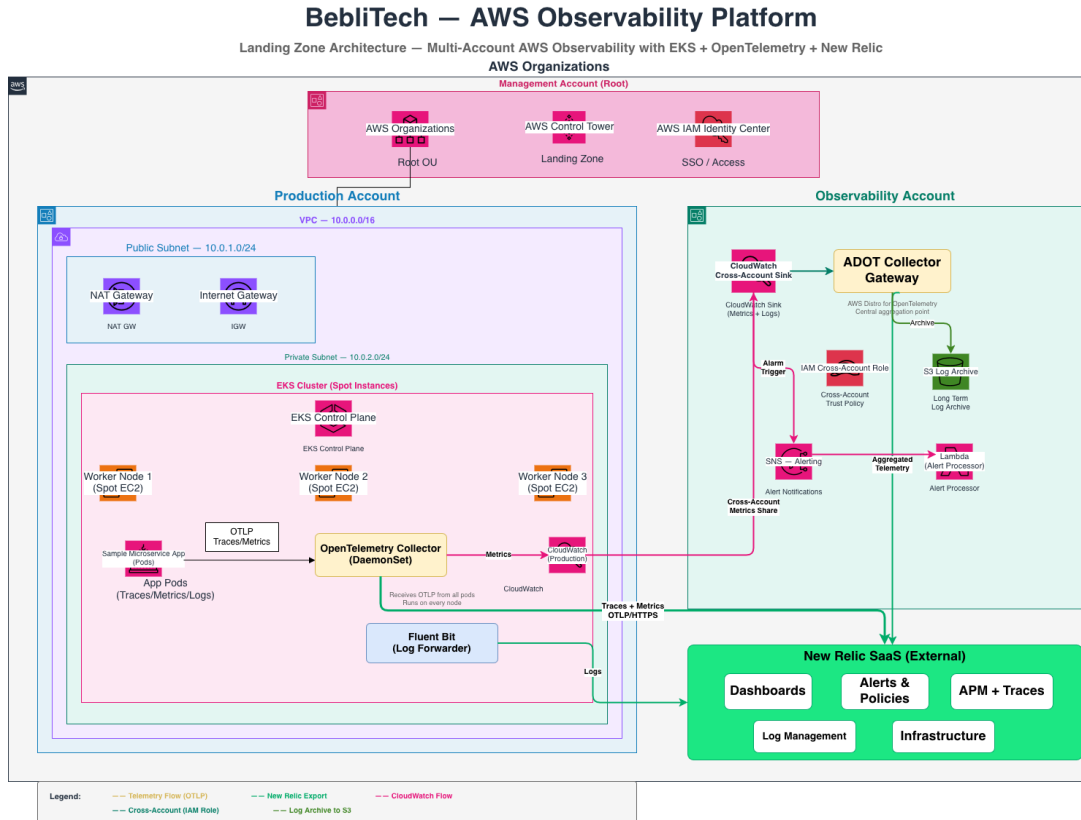 BebliTech — AWS Observability Platform
Landing Zone Architecture — Multi-Account AWS Observability with EKS + OpenTelemetry + New Relic
AWS Organizations
aws
Management Account (Root)
AWS Organizations
AWS Control Tower
AWS IAM Identity Center
Root OU
Landing Zone
SSO / Access
Production Account
VPC — 10.0.0.0/16
Public Subnet — 10.0.1.0/24
NAT Gateway
Internet Gateway
NAT GW
IGW
Private Subnet — 10.0.2.0/24
EKS Cluster (Spot Instances)
EKS Control Plane
EKS Control Plane
Worker Node 1
(Spot EC2)
Worker Node 2
(Spot EC2)
Worker Node 3
(Spot EC2)
OTLP
Traces/Metrics
Sample Microservice App
(Pods)
App Pods
(Traces/Metrics/Logs)
OpenTelemetry Collector
(DaemonSet)
Metrics
CloudWatch
(Production)
CloudWatch
Receives OTLP from all pods
Runs on every node
Fluent Bit
(Log Forwarder)
Logs
Traces + Metrics
OTLP/HTTPS
Observability Account
CloudWatch
Cross-Account Sink
CloudWatch Sink
(Metrics + Logs)
ADOT Collector
Gateway
AWS Distro for OpenTelemetry
Central aggregation point
Archive
Alarm
Trigger
IAM Cross-Account Role
Cross-Account
Trust Policy
S3 Log Archive
Long Term
Log Archive
SNS — Alerting
Alert Notifications
Aggregated
Telemetry
Lambda
(Alert Processor)
Alert Processor
Cross-Account
Metrics Share
New Relic SaaS (External)
Dashboards
Alerts &
Policies
APM + Traces
Log Management
Infrastructure
Legend:
—— Telemetry Flow (OTLP)
—— New Relic Export
—— CloudWatch Flow
—— Cross-Account (IAM Role)
—— Log Archive to S3